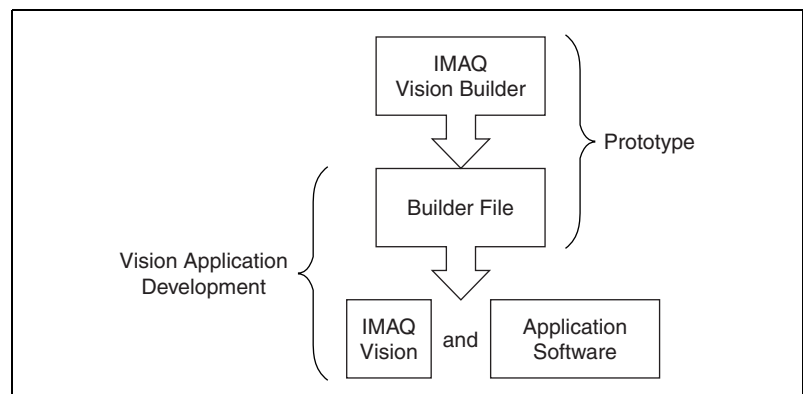 IMAQ
Vision Builder
Prototype
Builder File
Vision Application
Development
IMAQ
Vision
and
Application
Software